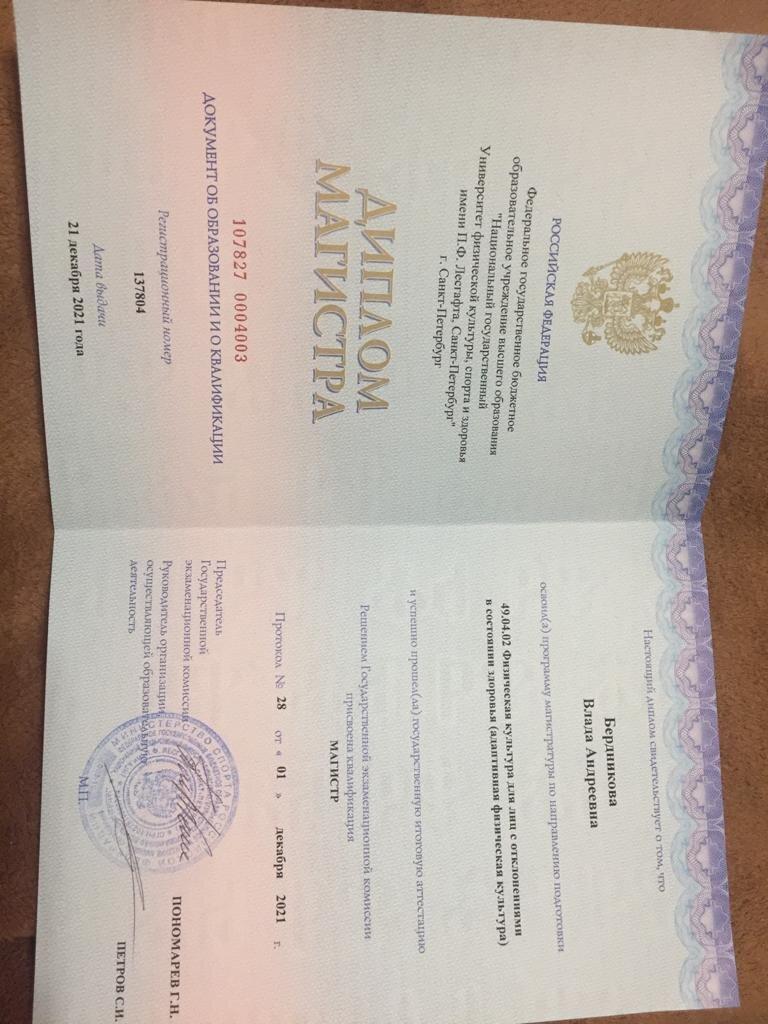 РОССИЙСКАЯ ФЕДЕРАЦИЯ
Федеральное государственное бюджетное
образовательное учреждение высшего образования
"Национальный государственный
Университет физической культуры, спорта и здоровья
имени П.Ф. Лесгафта, Санкт-Петербург"
г. Санкт-Петербург
ДИПЛОМ
МАГИСТРА
107827 0004003
ДОКУМЕНТ ОБ ОБРАЗОВАНИИ И О КВАЛИФИКАЦИИ
Регистрационный номер
137804
Дата выдачи
21 декабря 2021 года
Настоящий диплом свидетельствует о том, что
Бердникова
Влада Андреевна
освоил(а) программу магистратуры по направлению подготовки
49.04.02 Физическая культура для лиц с отклонениями
в состоянии здоровья (адаптивная физическая культура)
и успешно прошел(ла) государственную итоговую аттестацию
Решением Государственной экзаменационной комиссии
присвоена квалификация
МАГИСТР
Протокол № 28 от « 01 » декабря 2021 г.
Председатель
Государственной
экзаменационной комиссии
ПОНОМАРЕВ Г.Н.
Руководитель организации,
осуществляющей образовательную
деятельность
ПЕТРОВ С.И.
М.П.
МИНИСТЕРСТВО СПОРТА